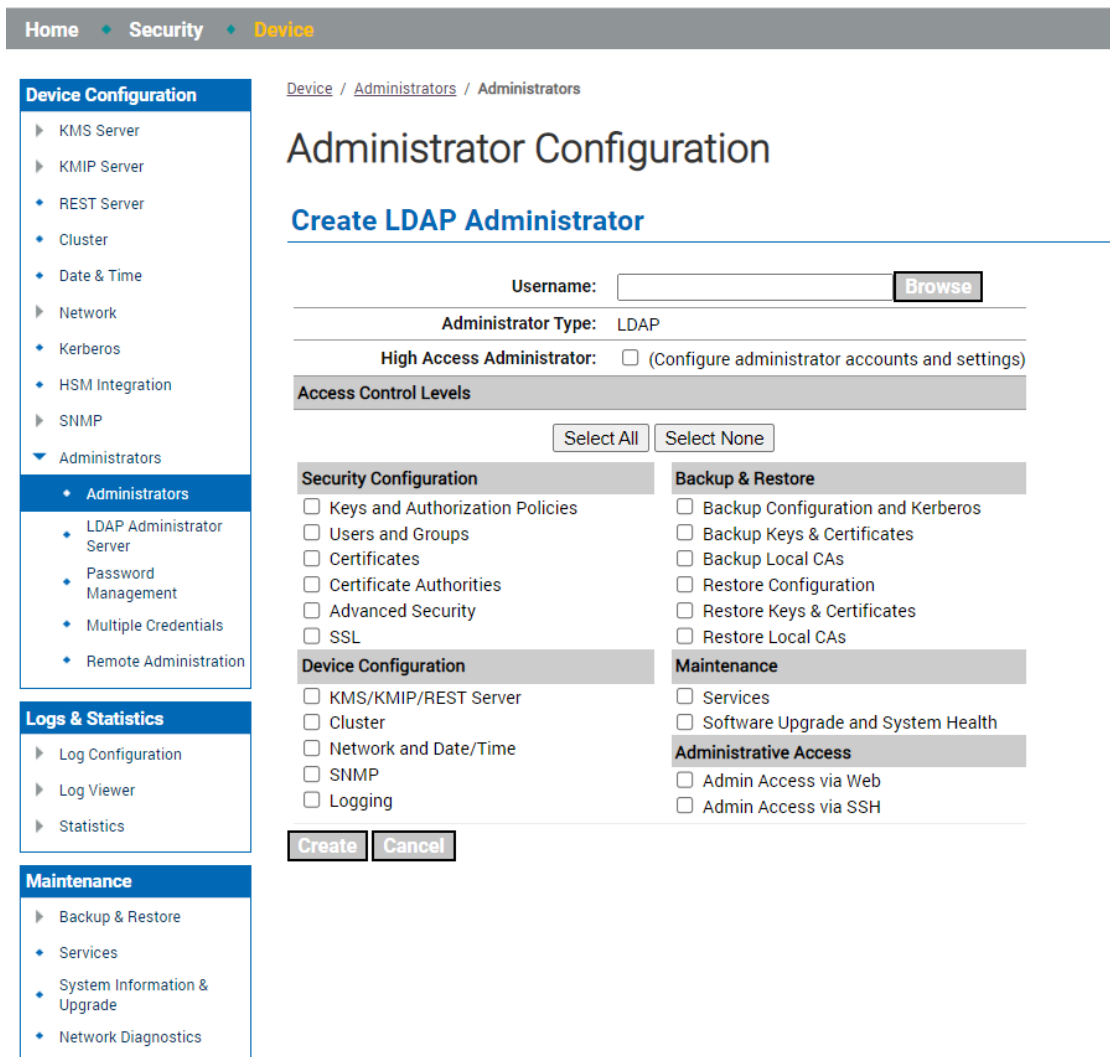 Home Security Device
Device Configuration
KMS Server
KMIP Server
REST Server
Cluster
Date & Time
Network
Kerberos
HSM Integration
SNMP
Administrators
Administrators
LDAP Administrator
Server
Password
Management
Multiple Credentials
Remote Administration
Logs & Statistics
Log Configuration
Log Viewer
Statistics
Maintenance
Backup & Restore
Services
System Information &
Upgrade
Network Diagnostics
Device / Administrators / Administrators
Administrator Configuration
Create LDAP Administrator
Username: Browse
Administrator Type: LDAP
High Access Administrator: (Configure administrator accounts and settings)
Access Control Levels
Select All Select None
Security Configuration
Keys and Authorization Policies
Users and Groups
Certificates
Certificate Authorities
Advanced Security
SSL
Device Configuration
KMS/KMIP/REST Server
Cluster
Network and Date/Time
SNMP
Logging
Backup & Restore
Backup Configuration and Kerberos
Backup Keys & Certificates
Backup Local CAs
Restore Configuration
Restore Keys & Certificates
Restore Local CAs
Maintenance
Services
Software Upgrade and System Health
Administrative Access
Admin Access via Web
Admin Access via SSH
Create Cancel